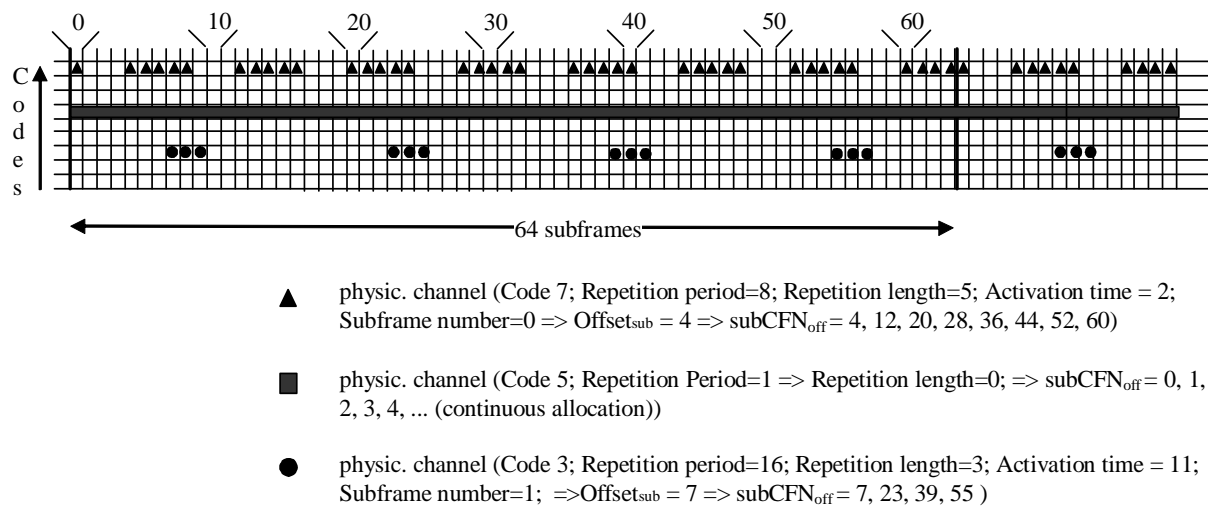 0 10 20 30 40 50 60
C
o
d
e
s
64 subframes
physic. channel (Code 7; Repetition period=8; Repetition length=5; Activation time = 2;
Subframe number=0 => Offsetsub = 4 => subCFNoff = 4, 12, 20, 28, 36, 44, 52, 60)
physic. channel (Code 5; Repetition Period=1 => Repetition length=0; => subCFNoff = 0, 1,
2, 3, 4, ... (continuous allocation))
physic. channel (Code 3; Repetition period=16; Repetition length=3; Activation time = 11;
Subframe number=1; =>Offsetsub = 7 => subCFNoff = 7, 23, 39, 55 )